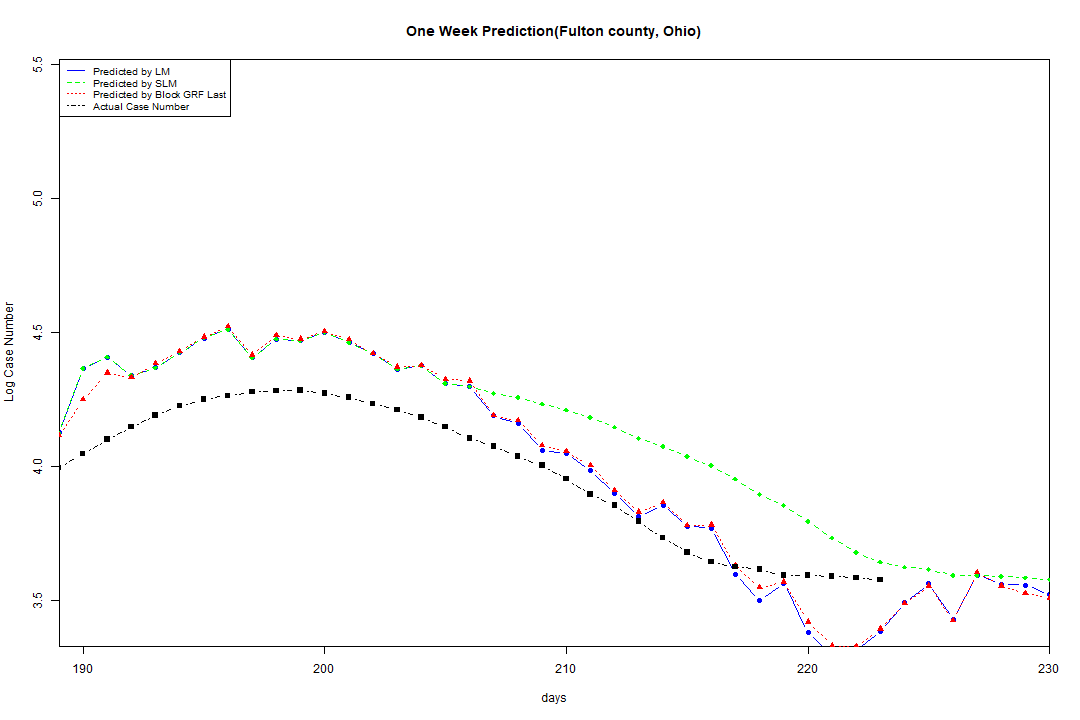 One Week Prediction(Fulton county, Ohio)
Predicted by LM
Predicted by SLM
Predicted by Block GRF Last
Actual Case Number
Log Case Number
5.5
5.0
4.5
4.0
3.5
190 200 210 220 230
days